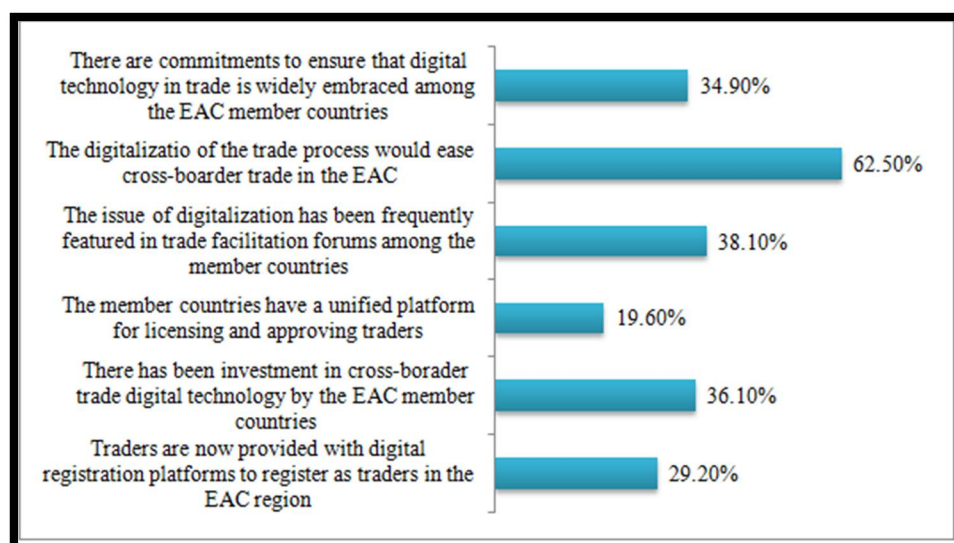 There are commitments to ensure that digital
technology in trade is widely embraced among
the EAC member countries
34.90%
The digitalizatio of the trade process would ease
cross-boarder trade in the EAC
62.50%
The issue of digitalization has been frequently
featured in trade facilitation forums among the
member countries
38.10%
The member countries have a unified platform
for licensing and approving traders
19.60%
There has been investment in cross-borader
trade digital technology by the EAC member
countries
36.10%
Traders are now provided with digital
registration platforms to register as traders in the
EAC region
29.20%